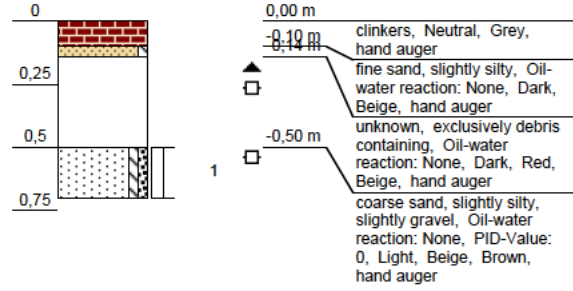 0
0,25
0,5
0,75
1
0,00 m
-0,10 m
-0,14 m
-0,50 m
clinkers, Neutral, Grey,
hand auger
fine sand, slightly silty, Oil-
water reaction: None, Dark,
Beige, hand auger
unknown, exclusively debris
containing, Oil-water
reaction: None, Dark, Red,
Beige, hand auger
coarse sand, slightly silty,
slightly gravel, Oil-water
reaction: None, PID-Value:
0, Light, Beige, Brown,
hand auger